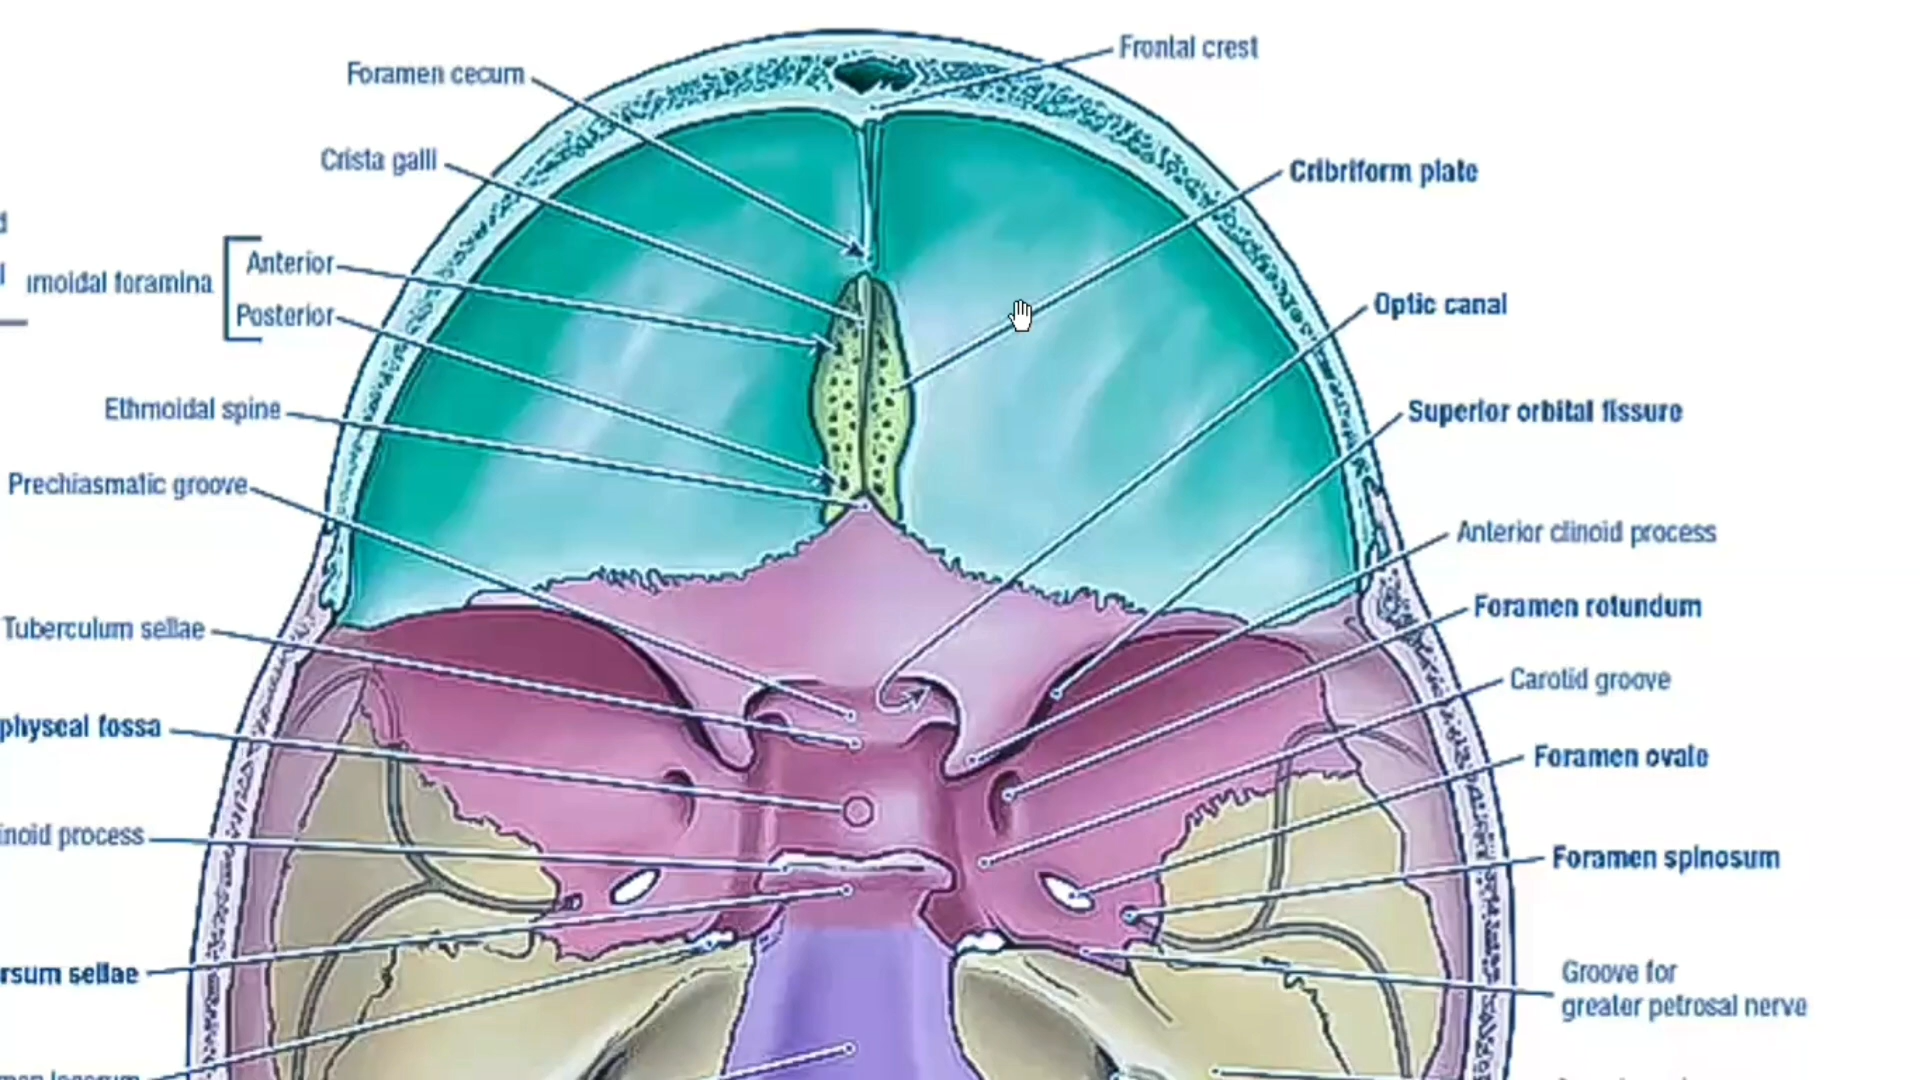 Frontal crest
Foramen cecum
Crista galli
Cribriform plate
Anterior
moidal foramina
Posterior
Optic canal
Ethmoidal spine
Superior orbital fissure
Prechiasmatic groove
Anterior clinoid process
Foramen rotundum
Tuberculum sellae
Carotid groove
physeal fossa
Foramen ovale
inoid process
Foramen spinosum
rsum sellae
Groove for
greater petrosal nerve